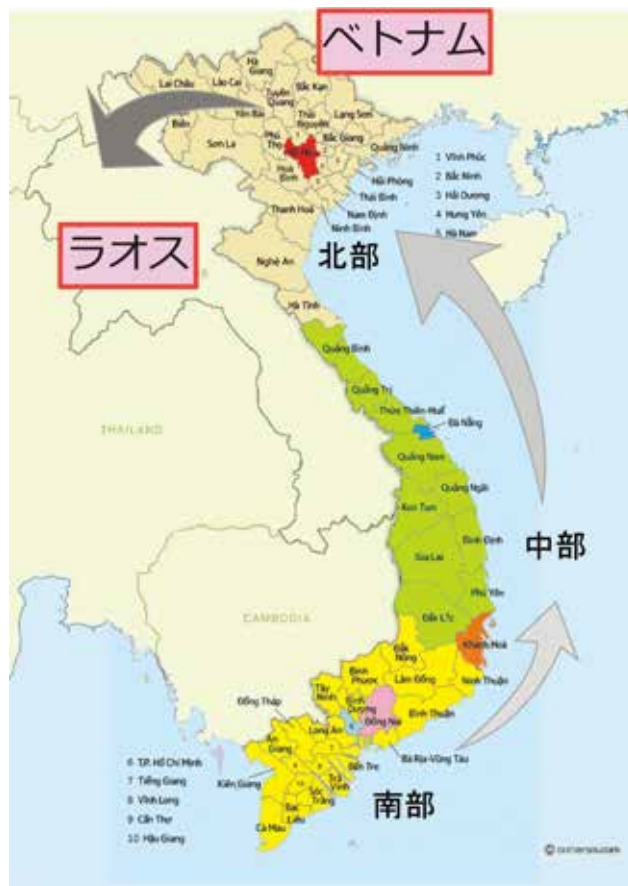 ベトナム
Hà Giang
Lai Châu
Lào Cai
Bắc Kạn
Tuyên Quang
Yên Bái
Thái Nguyên
Lạng Sơn
Điện Biên
Sơn La
Phú Thọ
Bắc Giang
Quảng Ninh
Hoà Bình
Hải Phòng
Thái Bình
Nam Định
Ninh Bình
Thanh Hoá
1 Vĩnh Phúc
2 Bắc Ninh
3 Hải Dương
4 Hưng Yên
5 Hà Nam
ラオス
北部
Nghệ An
Hà Tĩnh
Quảng Bình
Quảng Trị
Thừa Thiên-Huế
Đà Nẵng
THAILAND
Quảng Nam
Quảng Ngãi
Kon Tum
Bình Định
中部
Gia Lai
Phú Yên
Đắk Lắc
CAMBODIA
Khánh Hoà
Đắk Nông
Bình Phước
Lâm Đồng
Ninh Thuận
Tây Ninh
Bình Dương
Đồng Nai
Bình Thuận
Đồng Tháp
Long An
An Giang
Bà Rịa-Vũng Tàu
Bến Tre
Kiên Giang
Trà Vinh
Sóc Trăng
Bạc Liêu
Cà Mau
南部
6 T.P. Hồ Chí Minh
7 Tiềng Giang
8 Vĩnh Long
9 Cần Thơ
10 Hậu Giang